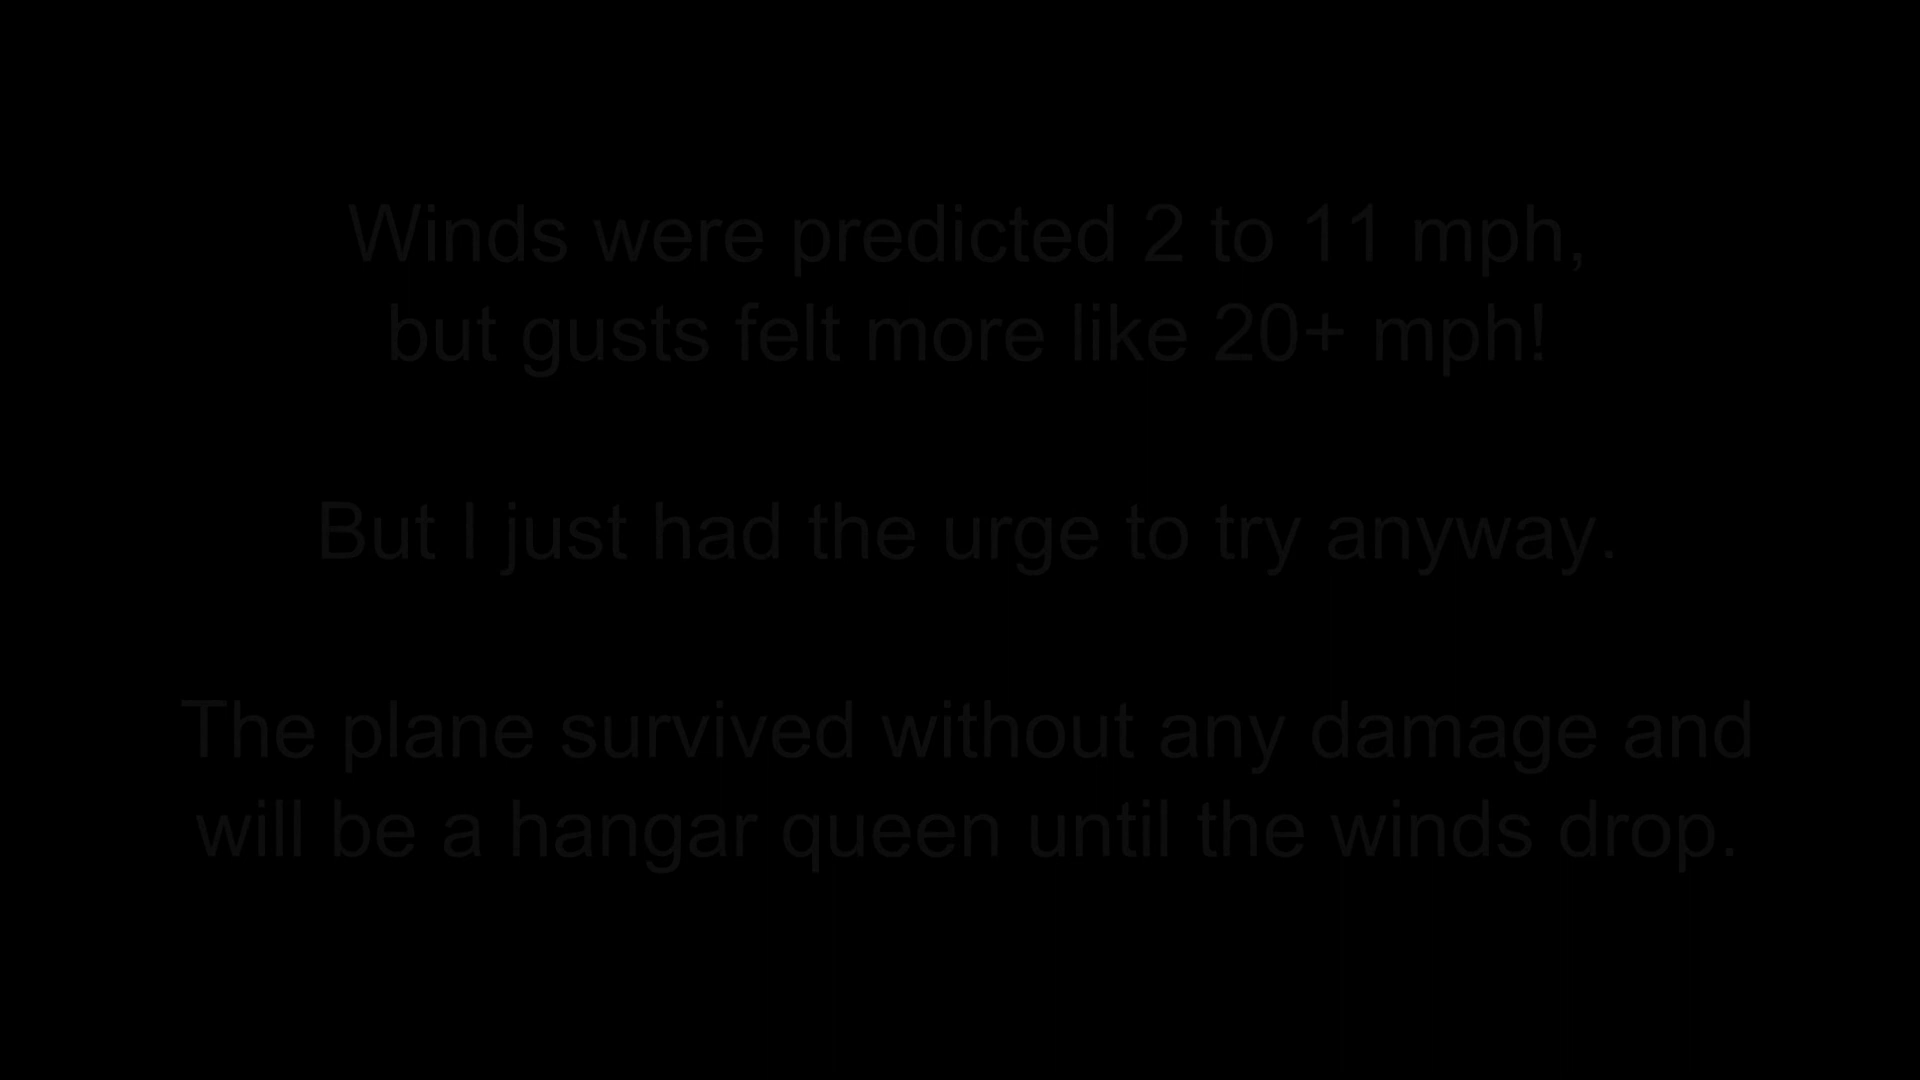 Winds were predicted 2 to 11 mph,
but gusts felt more like 20+ mph!
But I just had the urge to try anyway.
The plane survived without any damage and
will be a hangar queen until the winds drop.